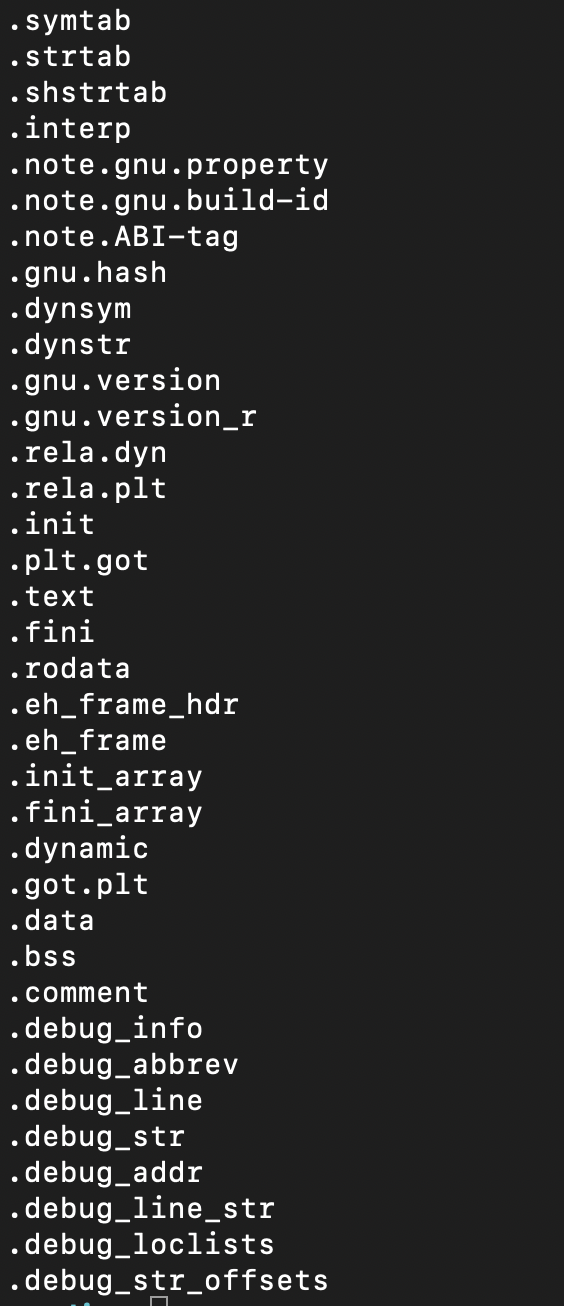 .symtab
.strtab
.shstrtab
.interp
.note.gnu.property
.note.gnu.build-id
.note.ABI-tag
.gnu.hash
.dynsym
.dynstr
.gnu.version
.gnu.version_r
.rela.dyn
.rela.plt
.init
.plt.got
.text
.fini
.rodata
.eh_frame_hdr
.eh_frame
.init_array
.fini_array
.dynamic
.got.plt
.data
.bss
.comment
.debug_info
.debug_abbrev
.debug_line
.debug_str
.debug_addr
.debug_line_str
.debug_loclists
.debug_str_offsets